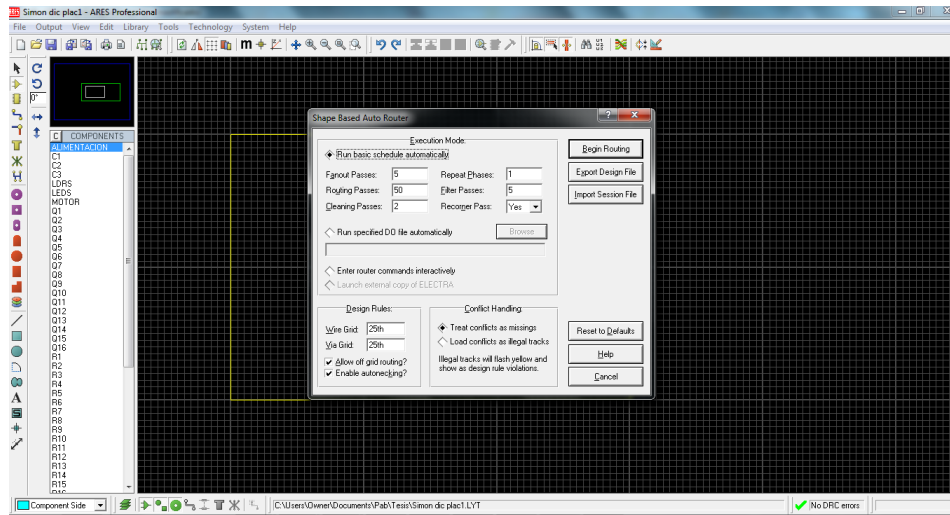 Simon dic plac1 - ARES Professional
File Output View Edit Library Tools Technology System Help
0°
C COMPONENTS
ALIMENTACION
C1
C2
C3
LDRS
LEDS
MOTOR
Q1
Q2
Q3
Q4
Q5
Q6
Q7
Q8
Q9
Q10
Q11
Q12
Q13
Q14
Q15
Q16
R1
R2
R3
R4
R5
R6
R7
R8
R9
R10
R11
R12
R13
R14
R15
Shape Based Auto Router
Execution Mode:
Run basic schedule automatically
Fanout Passes: 5 Repeat Phases: 1
Routing Passes: 50 Filter Passes: 5
Cleaning Passes: 2 Recorner Pass: Yes
Run specified DO file automatically Browse
Enter router commands interactively
Launch external copy of ELECTRA
Design Rules:
Wire Grid: 25th
Via Grid: 25th
Allow off grid routing?
Enable autonecking?
Conflict Handling:
Treat conflicts as missings
Load conflicts as illegal tracks
Illegal tracks will flash yellow and
show as design rule violations.
Begin Routing
Export Design File
Import Session File
Reset to Defaults
Help
Cancel
Component Side
C:\Users\Owner\Documents\Pab\Tesis\Simon dic plac1.LYT
No DRC errors